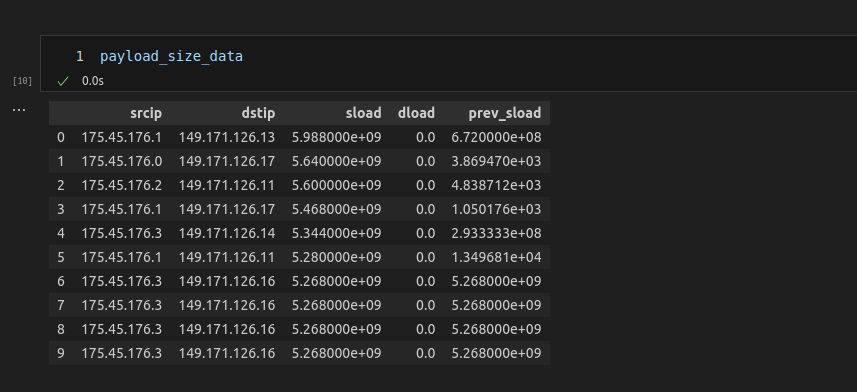 1 payload_size_data
[10] 0.0s
...
srcip dstip sload dload prev_sload
0 175.45.176.1 149.171.126.13 5.988000e+09 0.0 6.720000e+08
1 175.45.176.0 149.171.126.17 5.640000e+09 0.0 3.869470e+03
2 175.45.176.2 149.171.126.11 5.600000e+09 0.0 4.838712e+03
3 175.45.176.1 149.171.126.17 5.468000e+09 0.0 1.050176e+03
4 175.45.176.3 149.171.126.14 5.344000e+09 0.0 2.933333e+08
5 175.45.176.1 149.171.126.11 5.280000e+09 0.0 1.349681e+04
6 175.45.176.3 149.171.126.16 5.268000e+09 0.0 5.268000e+09
7 175.45.176.3 149.171.126.16 5.268000e+09 0.0 5.268000e+09
8 175.45.176.3 149.171.126.16 5.268000e+09 0.0 5.268000e+09
9 175.45.176.3 149.171.126.16 5.268000e+09 0.0 5.268000e+09